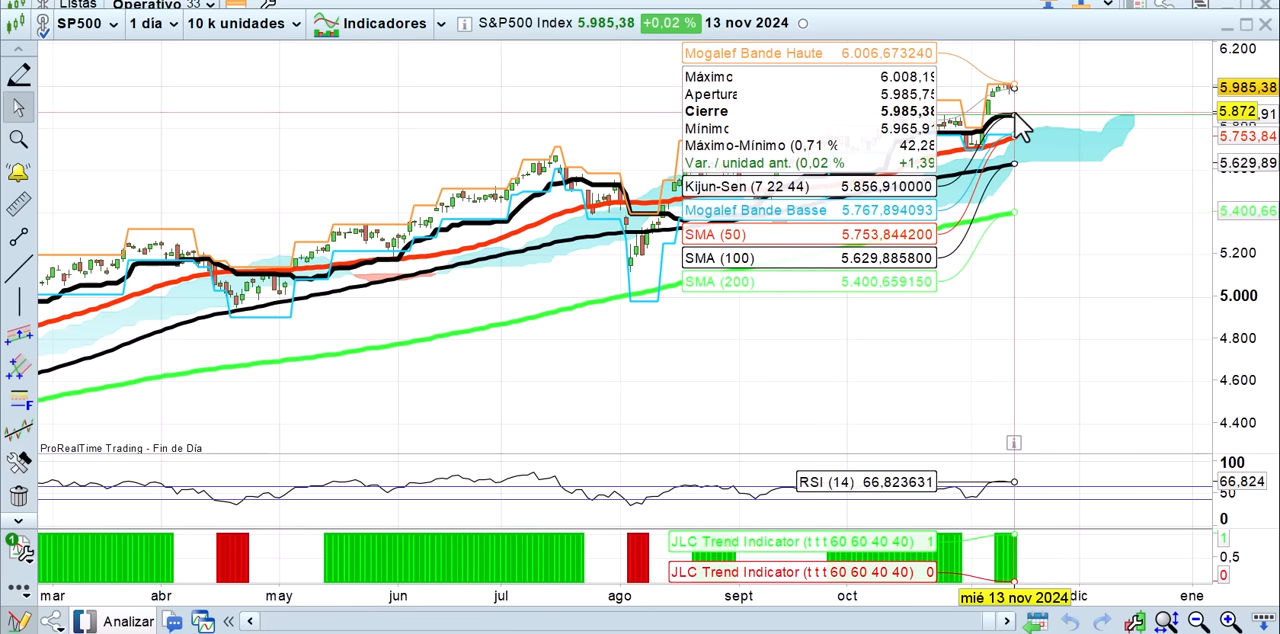 Listas Operativo 33
SP500 1 día 10 k unidades Indicadores S&P500 Index 5.985,38 +0,02 % 13 nov 2024
Mogalef Bande Haute 6.006,673240
Máximo 6.008,19
Apertura 5.985,75
Cierre 5.985,38
Mínimo 5.965,91
Máximo-Mínimo (0,71 % 42,28
Var. / unidad ant. (0,02 % +1,39
Kijun-Sen (7 22 44) 5.856,910000
Mogalef Bande Basse 5.767,894093
SMA (50) 5.753,844200
SMA (100) 5.629,885800
SMA (200) 5.400,659150
6.200
5.985,38
5.872
5.753,84
5.629,89
5.400,66
5.200
5.000
4.800
4.600
4.400
ProRealTime Trading - Fin de Día
RSI (14) 66,823631
100
66,824
50
0
JLC Trend Indicator (t t t 60 60 40 40) 1
JLC Trend Indicator (t t t 60 60 40 40) 0
1
0.5
0
mar abr may jun jul ago sept oct mié 13 nov 2024 dic ene
Analizar